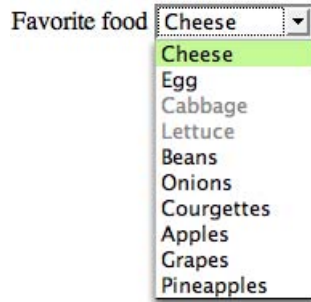 Favorite food Cheese
Cheese
Egg
Cabbage
Lettuce
Beans
Onions
Courgettes
Apples
Grapes
Pineapples